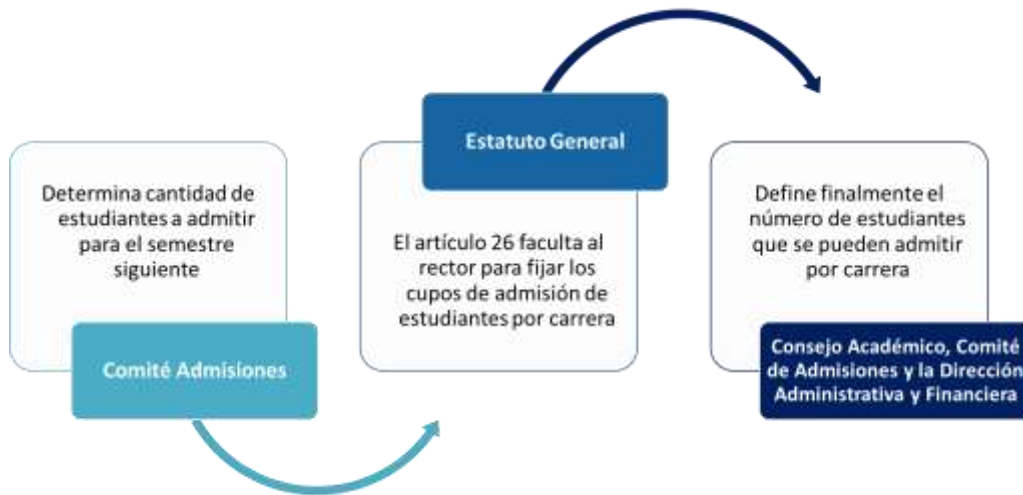 Determina cantidad de
estudiantes a admitir
para el semestre
siguiente
Comité Admisiones
Estatuto General
El artículo 26 faculta al
rector para fijar los
cupos de admisión de
estudiantes por carrera
Define finalmente el
número de estudiantes
que se pueden admitir
por carrera
Consejo Académico, Comité
de Admisiones y la Dirección
Administrativa y Financiera